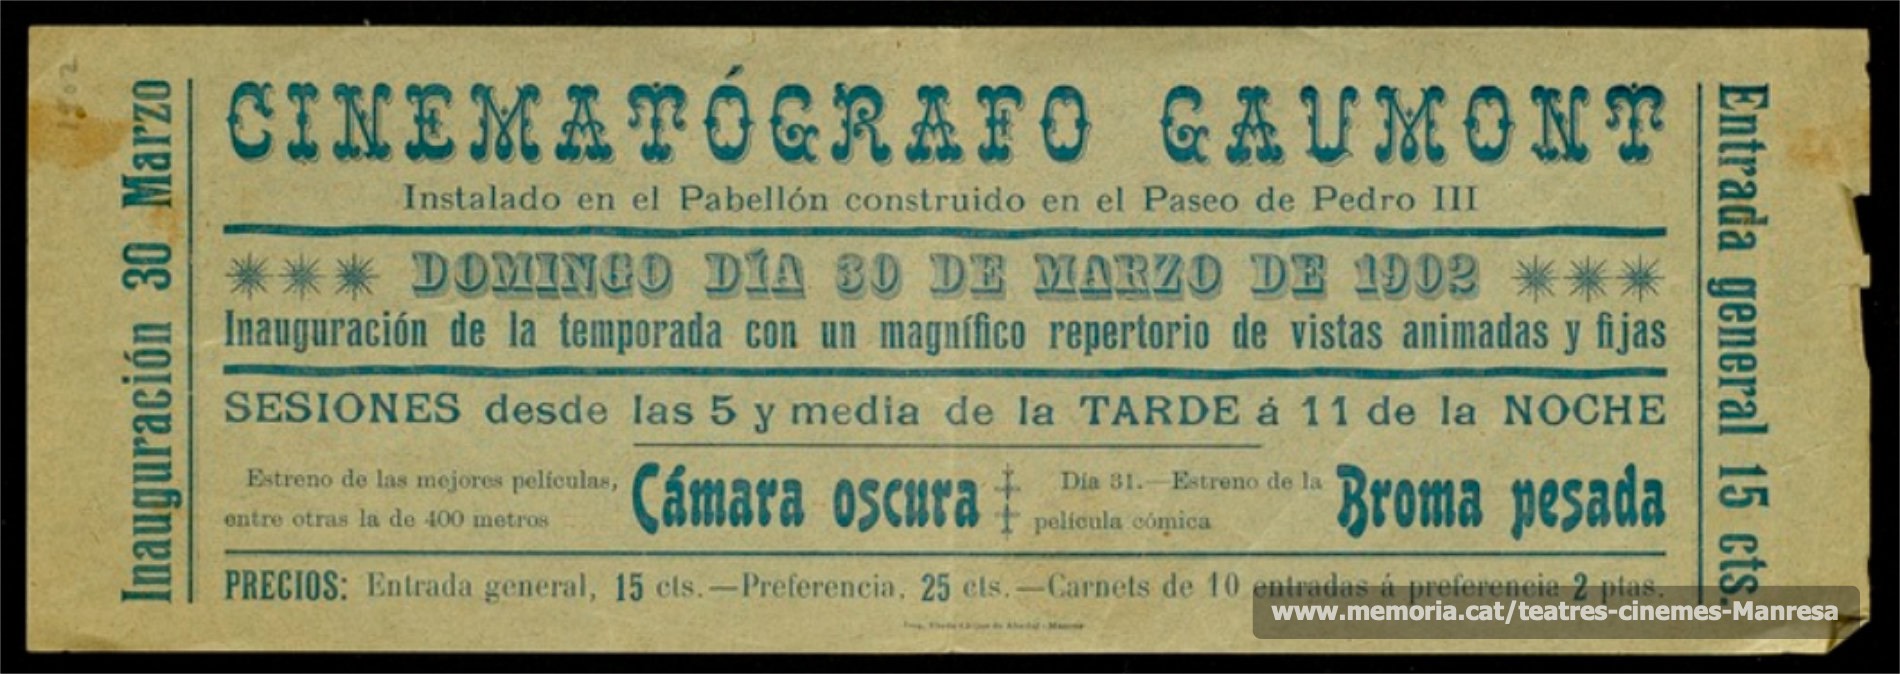 1902
Inauguración 30 Marzo
CINEMATÓGRAFO GAUMONT
Instalado en el Pabellón construido en el Paseo de Pedro III
DOMINGO DÍA 30 DE MARZO DE 1902
Inauguración de la temporada con un magnífico repertorio de vistas animadas y fijas
SESIONES desde las 5 y media de la TARDE á 11 de la NOCHE
Estreno de las mejores películas,
entre otras la de 400 metros
Cámara oscura
Día 31.—Estreno de la
película cómica
Broma pesada
PRECIOS: Entrada general, 15 cts.—Preferencia, 25 cts.—Carnets de 10 entradas á preferencia 2 ptas.
Entrada general 15 cts.
www.memoria.cat/teatres-cinemes-Manresa